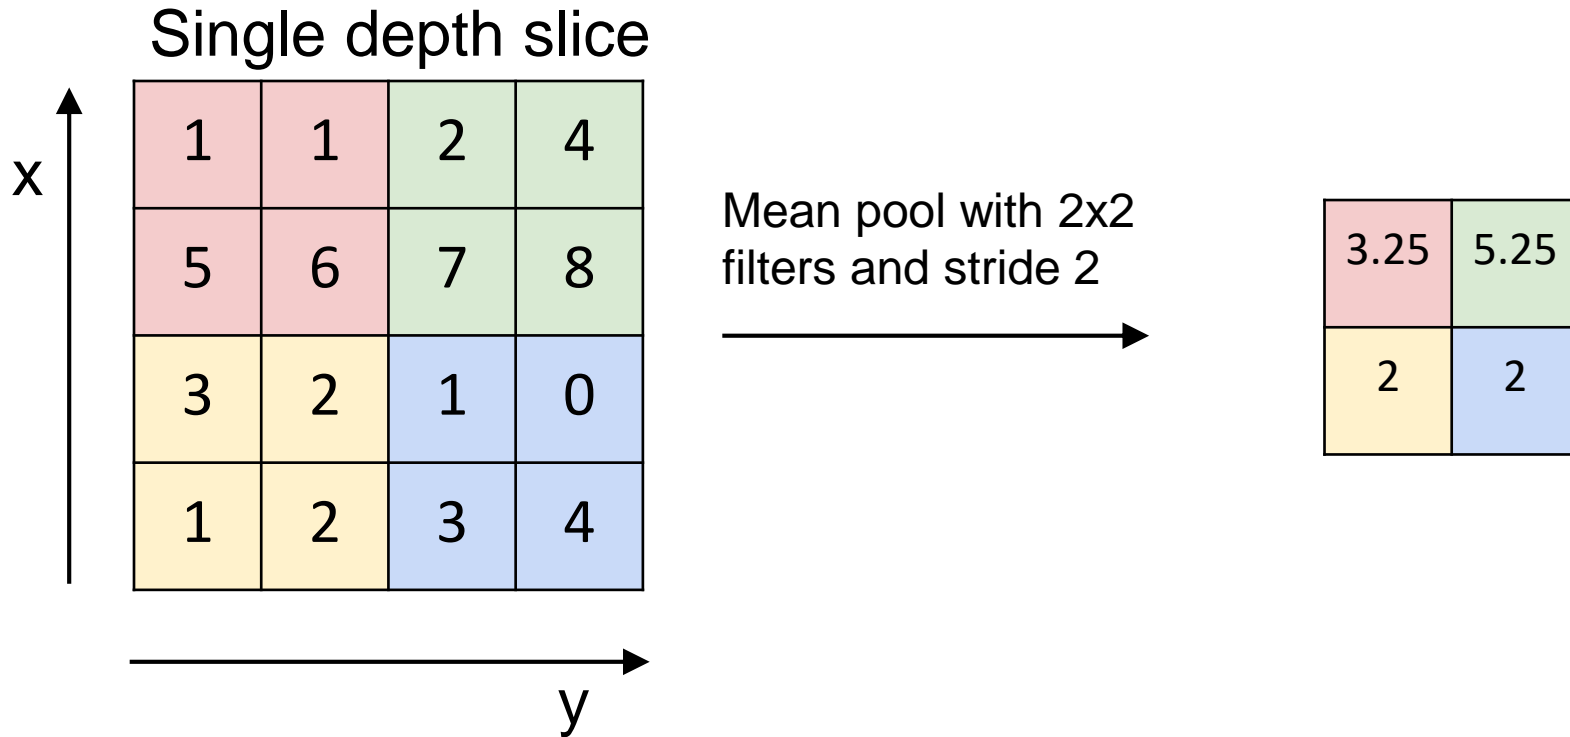 Single depth slice
x
1 1 2 4
5 6 7 8
3 2 1 0
1 2 3 4
y
Mean pool with 2x2
filters and stride 2
3.25 5.25
2 2